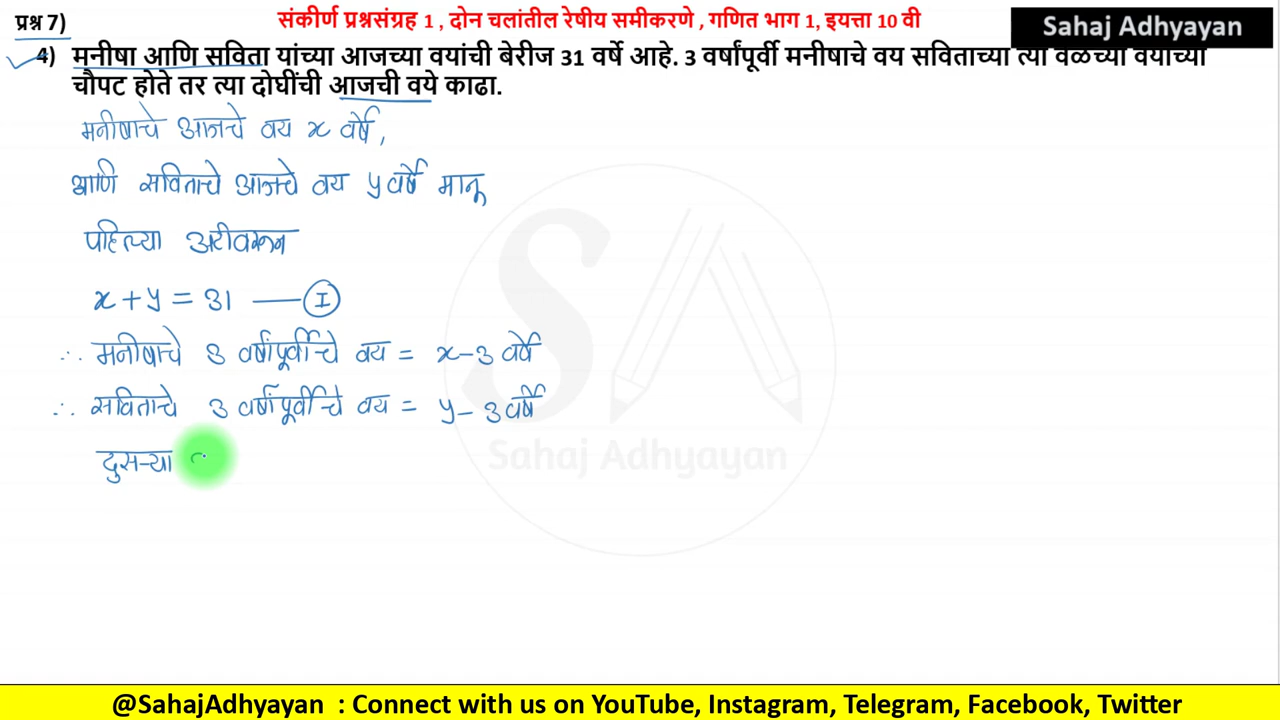 प्रश्न 7)
संकीर्ण प्रश्नसंग्रह 1 , दोन चलांतील रेषीय समीकरणे , गणित भाग 1, इयत्ता 10 वी
Sahaj Adhyayan
4) मनीषा आणि सविता यांच्या आजच्या वयांची बेरीज 31 वर्षे आहे. 3 वर्षांपूर्वी मनीषाचे वय सविताच्या त्या वेळच्या वयाच्या
चौपट होते तर त्या दोघींची आजची वये काढा.
मनीषाचे आजचे वय x वर्षे,
आणि सविताचे आजचे वय y वर्षे मानू
पहिल्या अटीवरून
x + y = 31 — I
∴ मनीषाचे 3 वर्षांपूर्वीचे वय = x – 3 वर्षे
∴ सविताचे 3 वर्षांपूर्वीचे वय = y – 3 वर्षे
दुसऱ्या
Sahaj Adhyayan
@SahajAdhyayan : Connect with us on YouTube, Instagram, Telegram, Facebook, Twitter